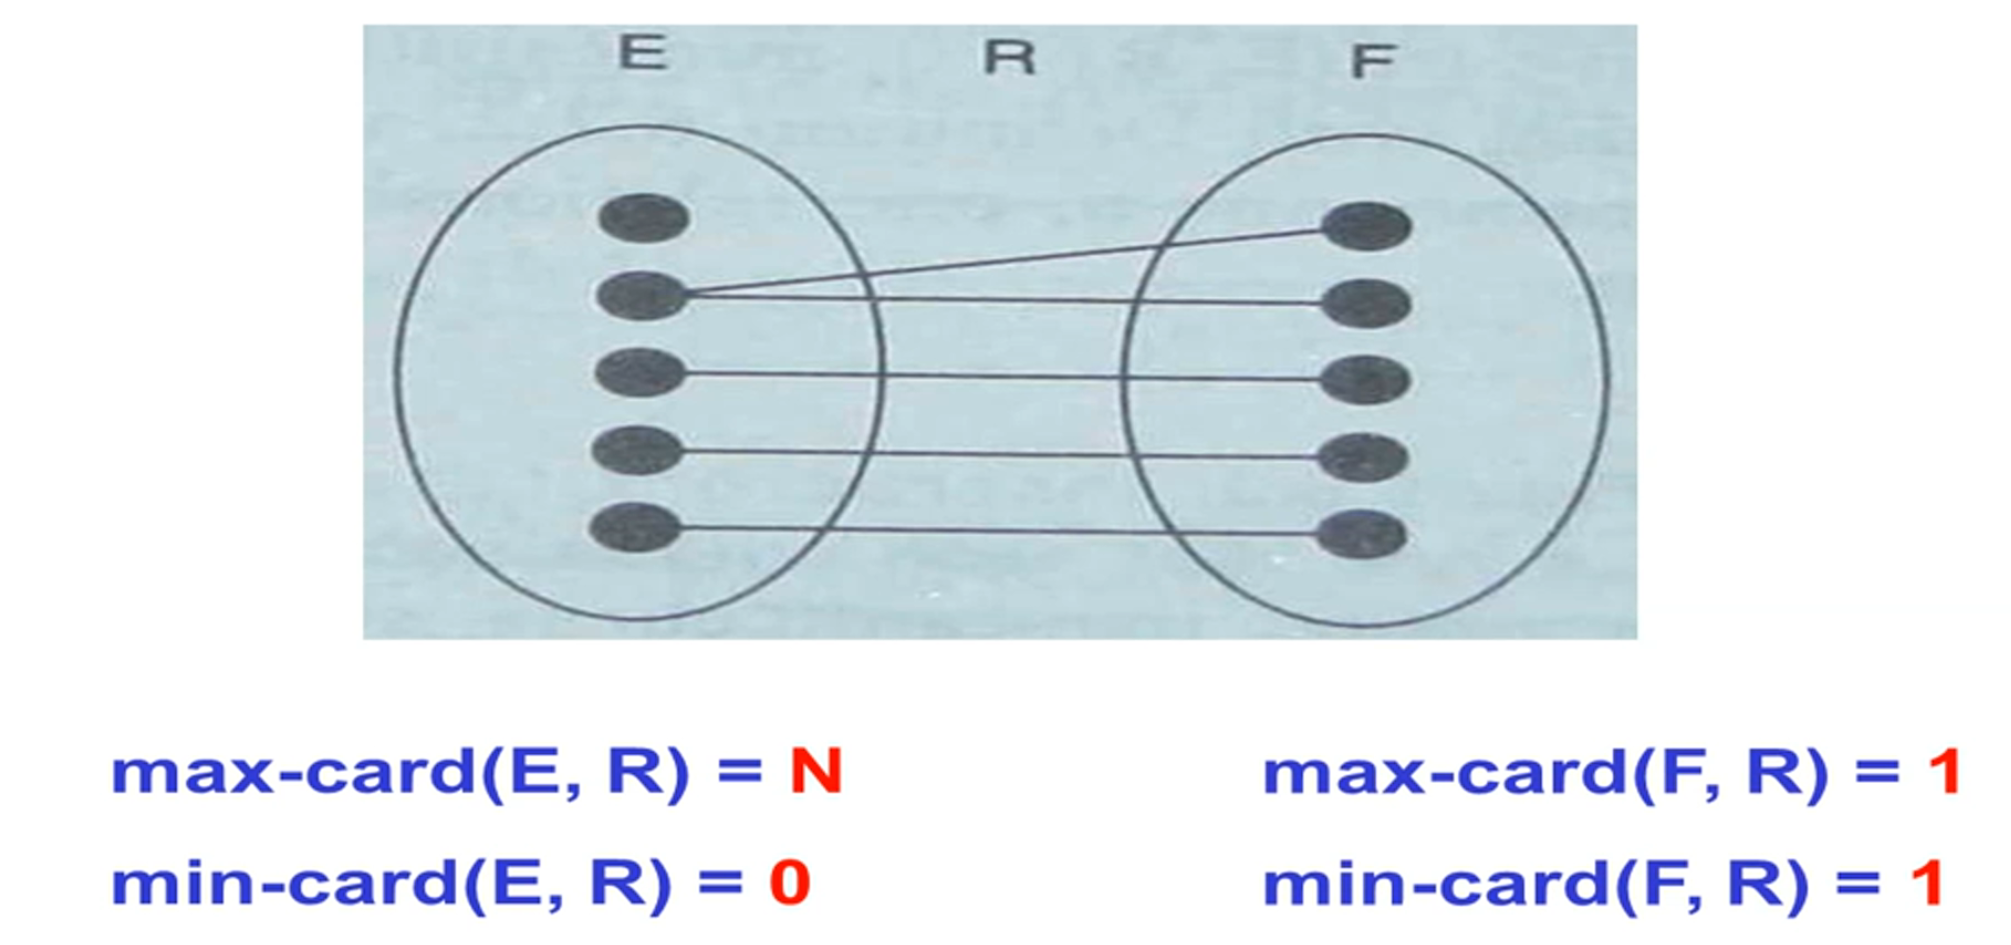 E R F
max-card(E, R) = N
max-card(F, R) = 1
min-card(E, R) = 0
min-card(F, R) = 1